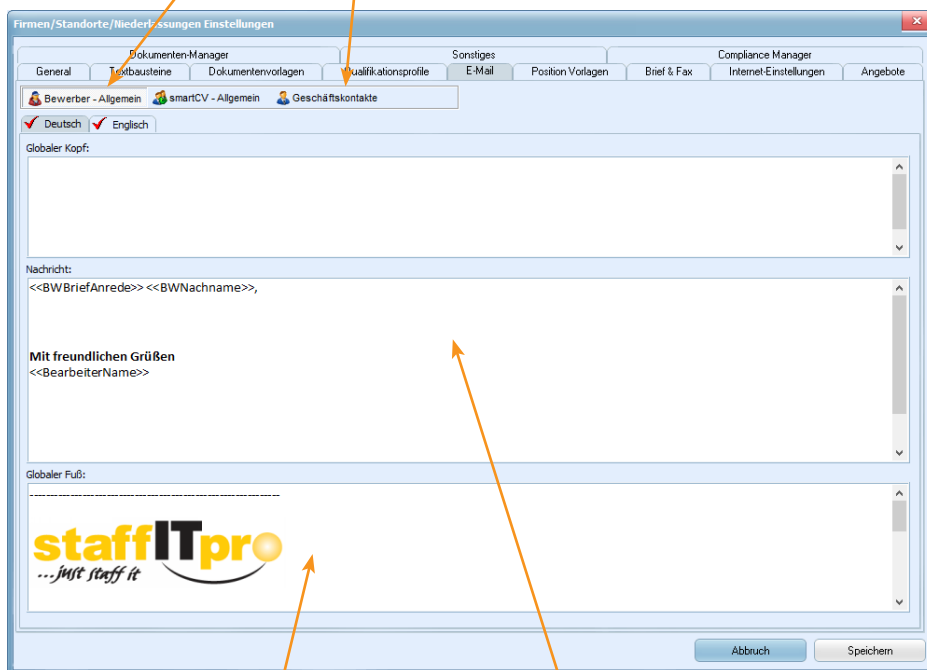 Firmen/Standorte/Niederlassungen Einstellungen
Dokumenten-Manager Sonstiges Compliance Manager
General Textbausteine Dokumentenvorlagen Qualifikationsprofile E-Mail Position Vorlagen Brief & Fax Internet-Einstellungen Angebote
Bewerber - Allgemein smartCV - Allgemein Geschäftskontakte
Deutsch Englisch
Globaler Kopf:
Nachricht:
<<BWBriefAnrede>> <<BWNachname>>,
Mit freundlichen Grüßen
<<BearbeiterName>>
Globaler Fuß:
--------------------------------------------------------------
staffITpro
...just staff it
Abbruch Speichern